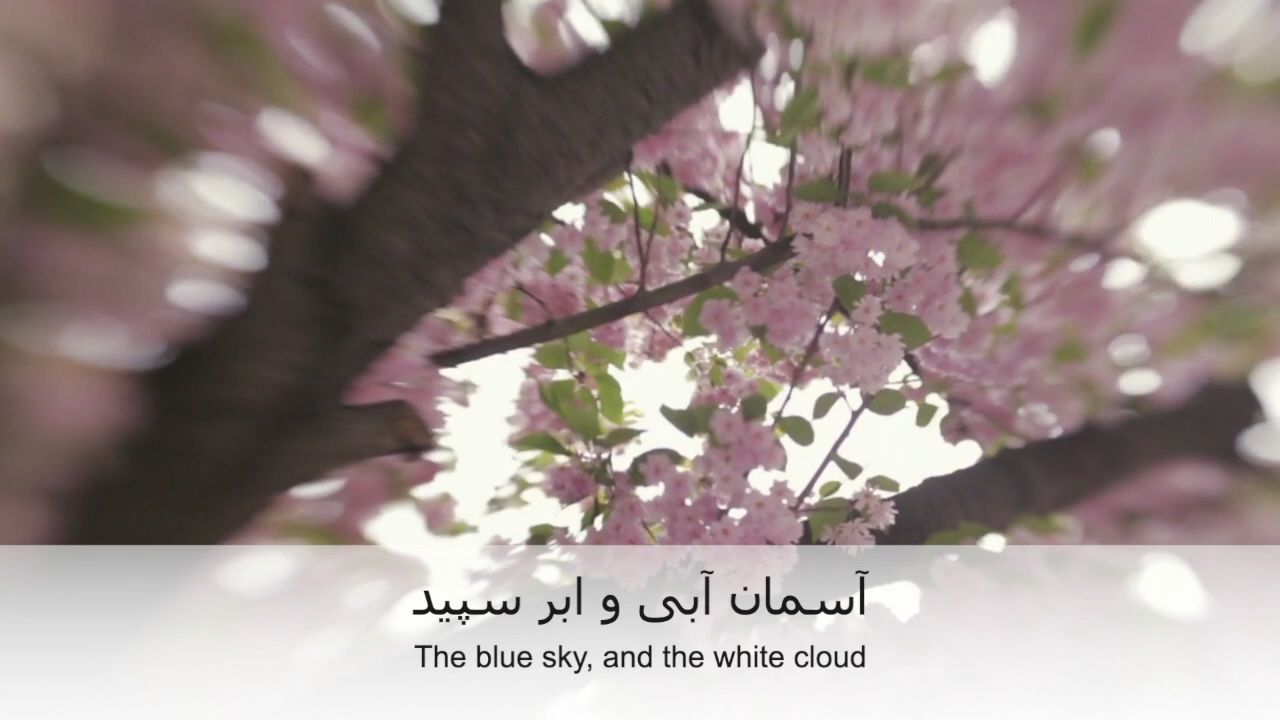 آسمان آبی و ابر سپید
The blue sky, and the white cloud